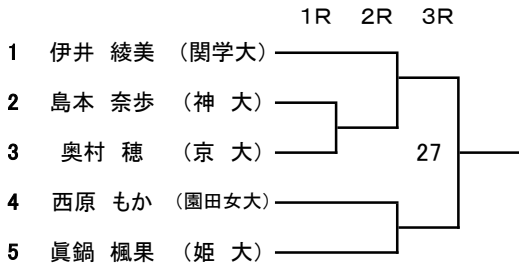 1R 2R 3R
1 伊井 綾美 （関学大）
2 島本 奈歩 （神 大）
3 奥村 穂 （京 大） 27
4 西原 もか （園田女大）
5 眞鍋 楓果 （姫 大）